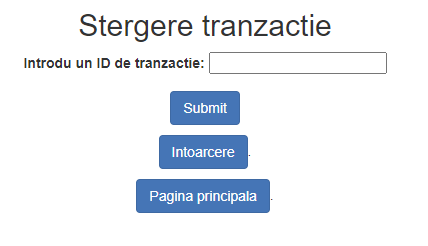 Stergere tranzactie
Introdu un ID de tranzactie:
Submit
Intoarcere.
Pagina principala.